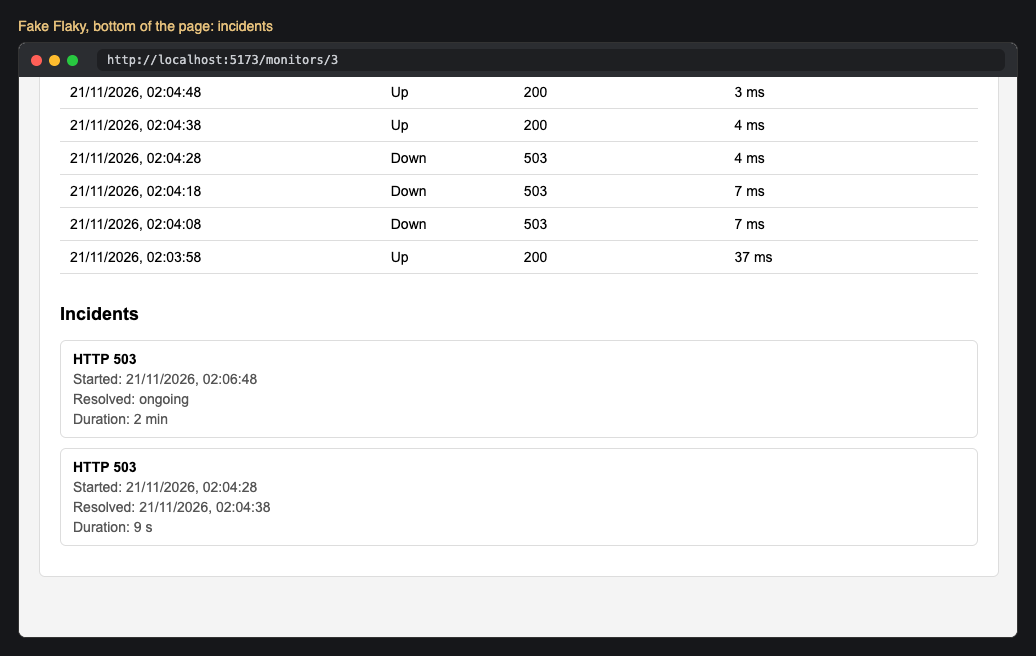 Fake Flaky, bottom of the page: incidents
http://localhost:5173/monitors/3
21/11/2026, 02:04:48 Up 200 3 ms
21/11/2026, 02:04:38 Up 200 4 ms
21/11/2026, 02:04:28 Down 503 4 ms
21/11/2026, 02:04:18 Down 503 7 ms
21/11/2026, 02:04:08 Down 503 7 ms
21/11/2026, 02:03:58 Up 200 37 ms
Incidents
HTTP 503
Started: 21/11/2026, 02:06:48
Resolved: ongoing
Duration: 2 min
HTTP 503
Started: 21/11/2026, 02:04:28
Resolved: 21/11/2026, 02:04:38
Duration: 9 s